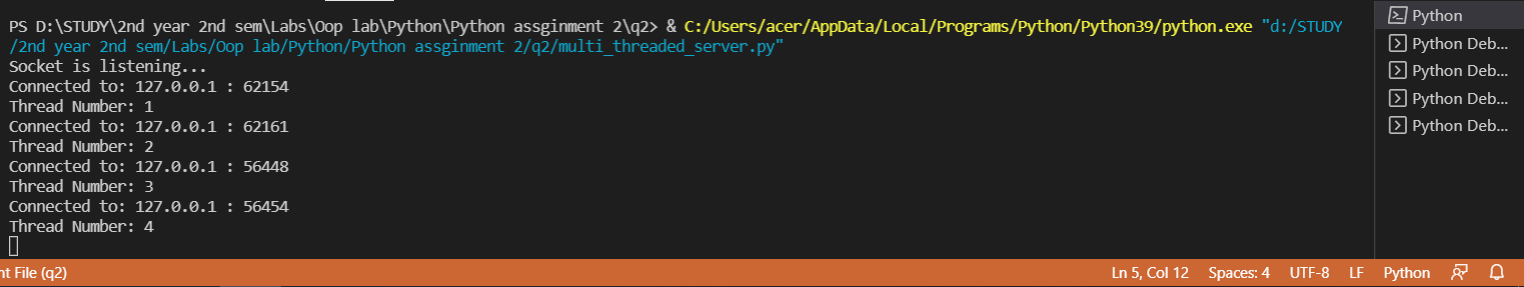 PS D:\STUDY\2nd year 2nd sem\Labs\Oop lab\Python\Python assginment 2\q2> & C:/Users/acer/AppData/Local/Programs/Python/Python39/python.exe "d:/STUDY
/2nd year 2nd sem/Labs/Oop lab/Python/Python assginment 2/q2/multi_threaded_server.py"
Socket is listening...
Connected to: 127.0.0.1 : 62154
Thread Number: 1
Connected to: 127.0.0.1 : 62161
Thread Number: 2
Connected to: 127.0.0.1 : 56448
Thread Number: 3
Connected to: 127.0.0.1 : 56454
Thread Number: 4
Python
Python Deb...
Python Deb...
Python Deb...
Python Deb...
nt File (q2) Ln 5, Col 12 Spaces: 4 UTF-8 LF Python